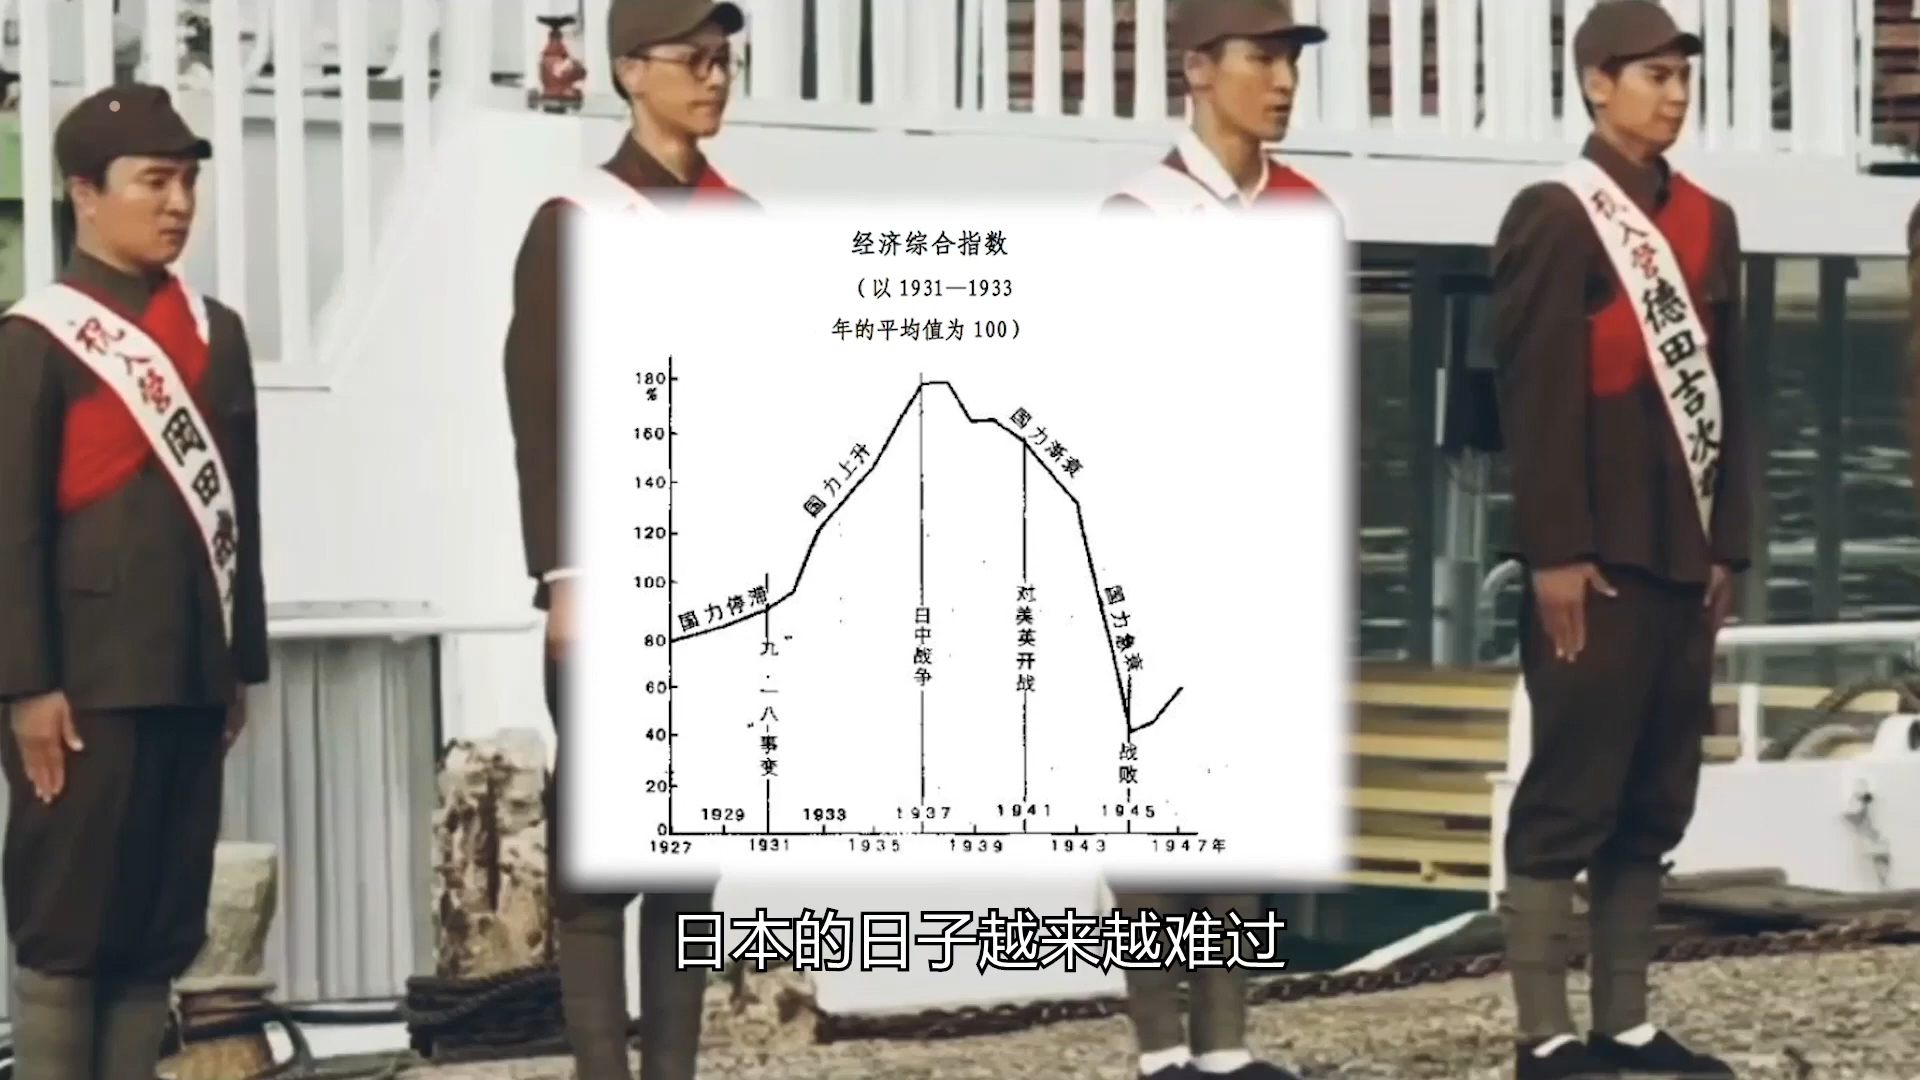 祝入营
岡田
祝入营
德田吉次
经济综合指数
（以 1931—1933
年的平均值为 100）
180
%
160
140
120
100
80
60
40
20
0
国力停滞
国力上升
国力渐衰
国力急衰
九·一八事变
日中战争
对美英开战
战败
1929
1933
1937
1941
1945
1927
1931
1935
1939
1943
1947年
日本的日子越来越难过